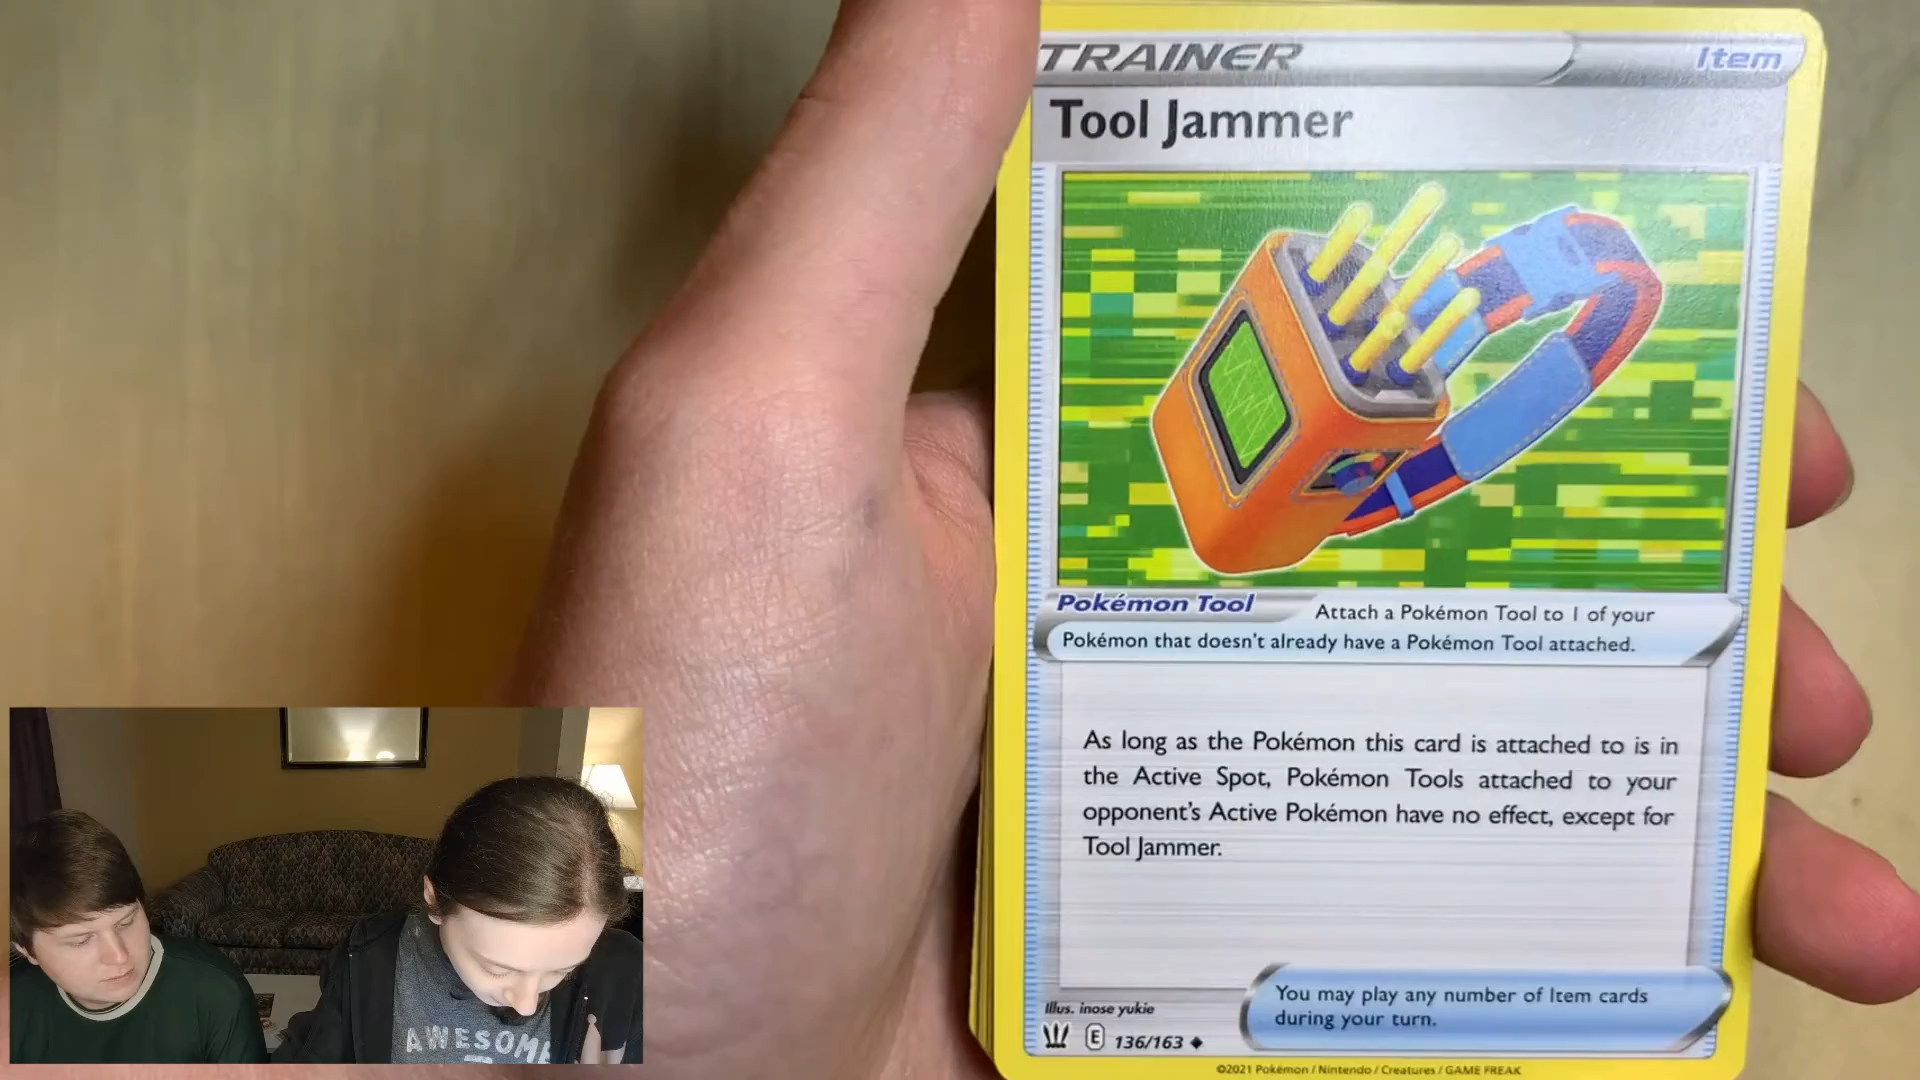 TRAINER
Item
Tool Jammer
Pokémon Tool
Attach a Pokémon Tool to 1 of your
Pokémon that doesn't already have a Pokémon Tool attached.
As long as the Pokémon this card is attached to is in
the Active Spot, Pokémon Tools attached to your
opponent's Active Pokémon have no effect, except for
Tool Jammer.
You may play any number of Item cards
during your turn.
Illus. inose yukie
E 136/163
©2021 Pokémon / Nintendo / Creatures / GAME FREAK
AWESOME